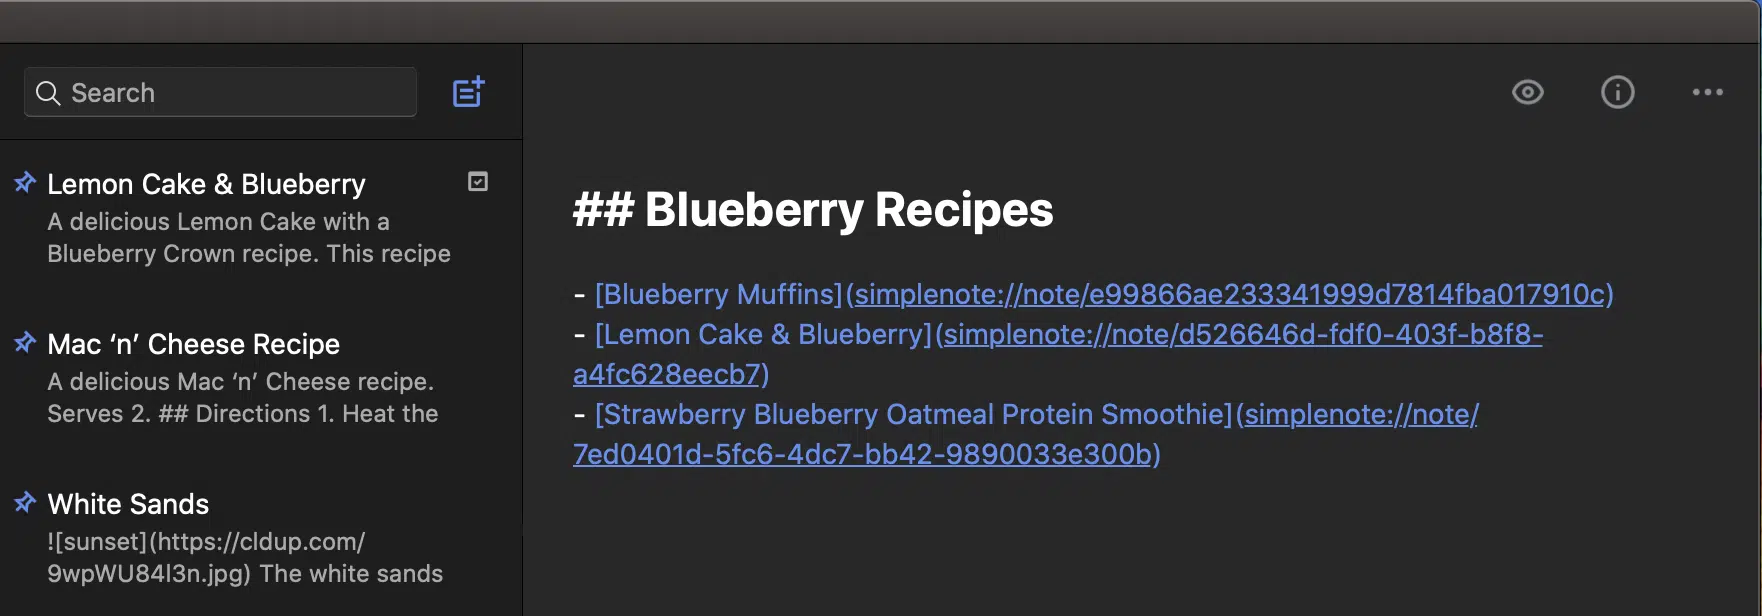 Search
Lemon Cake & Blueberry
A delicious Lemon Cake with a
Blueberry Crown recipe. This recipe
Mac ‘n’ Cheese Recipe
A delicious Mac ‘n’ Cheese recipe.
Serves 2. ## Directions 1. Heat the
White Sands
![sunset](https://cldup.com/
9wpWU84l3n.jpg) The white sands
## Blueberry Recipes
- [Blueberry Muffins](simplenote://note/e99866ae233341999d7814fba017910c)
- [Lemon Cake & Blueberry](simplenote://note/d526646d-fdf0-403f-b8f8-
a4fc628eecb7)
- [Strawberry Blueberry Oatmeal Protein Smoothie](simplenote://note/
7ed0401d-5fc6-4dc7-bb42-9890033e300b)